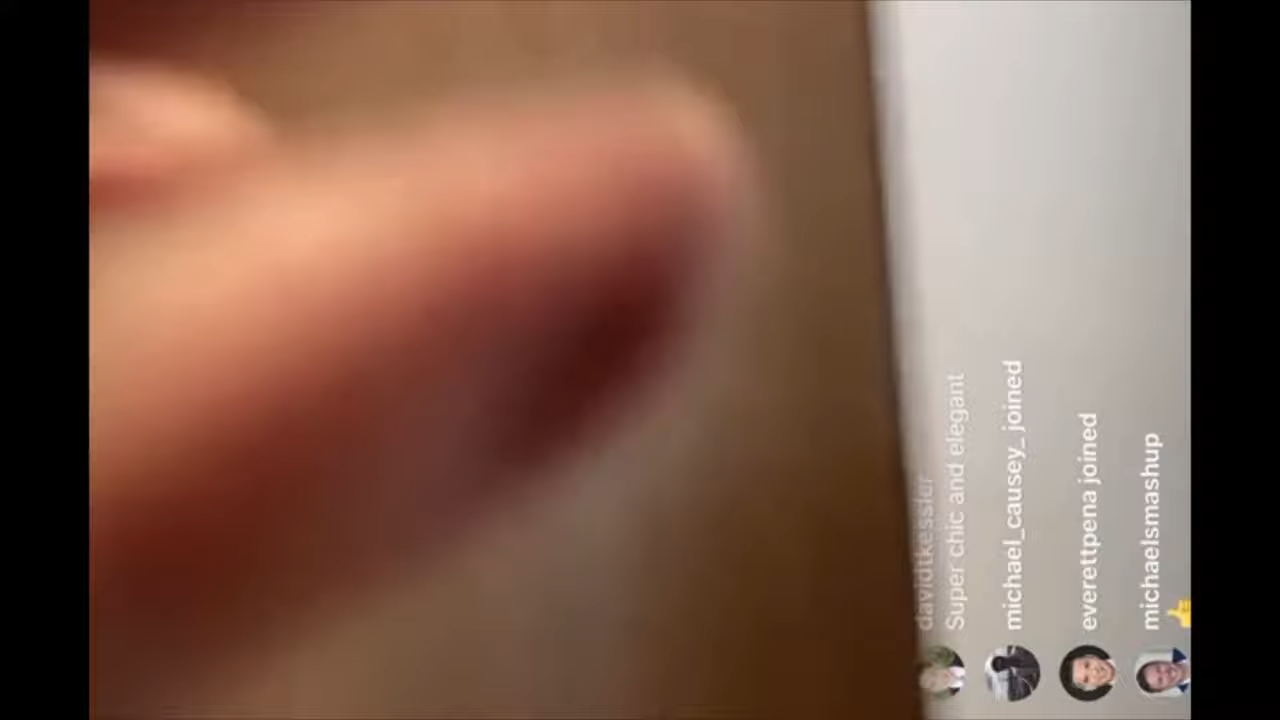 davidtkessler
Super chic and elegant
michael_causey_ joined
everettpena joined
michaelsmashup
👍